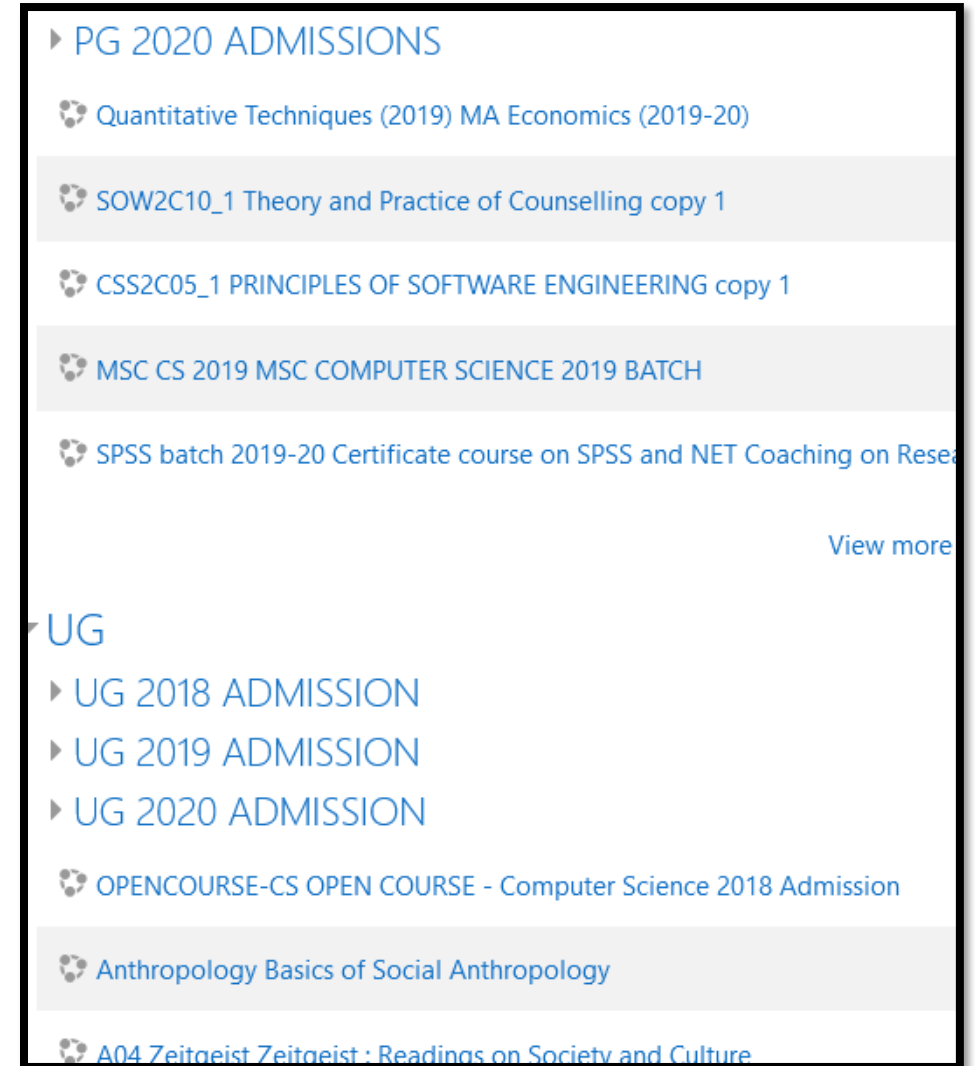 PG 2020 ADMISSIONS
Quantitative Techniques (2019) MA Economics (2019-20)
SOW2C10_1 Theory and Practice of Counselling copy 1
CSS2C05_1 PRINCIPLES OF SOFTWARE ENGINEERING copy 1
MSC CS 2019 MSC COMPUTER SCIENCE 2019 BATCH
SPSS batch 2019-20 Certificate course on SPSS and NET Coaching on
View more
UG
UG 2018 ADMISSION
UG 2019 ADMISSION
UG 2020 ADMISSION
OPENCOURSE-CS OPEN COURSE - Computer Science 2018 Admission
Anthropology Basics of Social Anthropology
A04 Zeitgeist Zeitgeist : Readings on Society and Culture